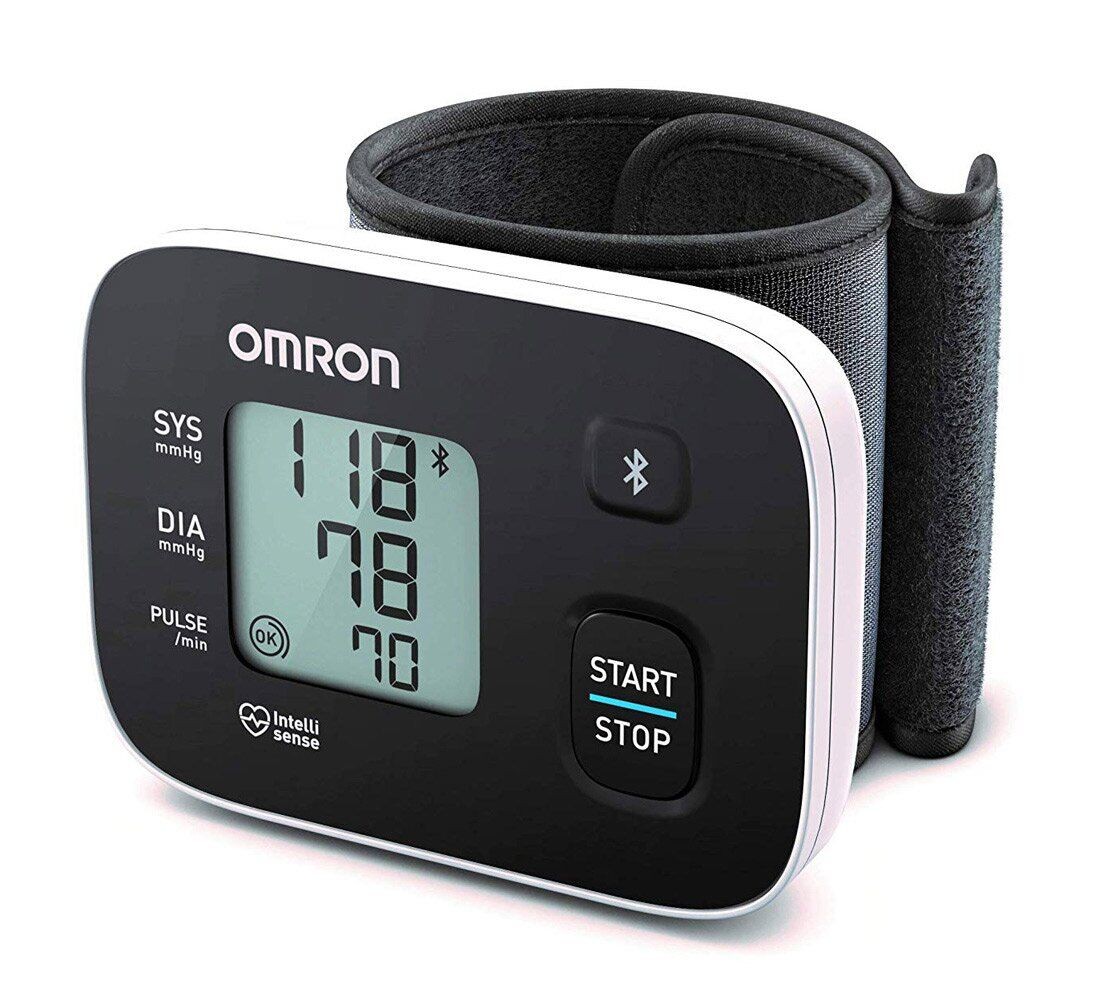 OMRON
SYS
mmHg
118
DIA
mmHg
78
PULSE
/min
70
OK
Intelli
sense
START
STOP